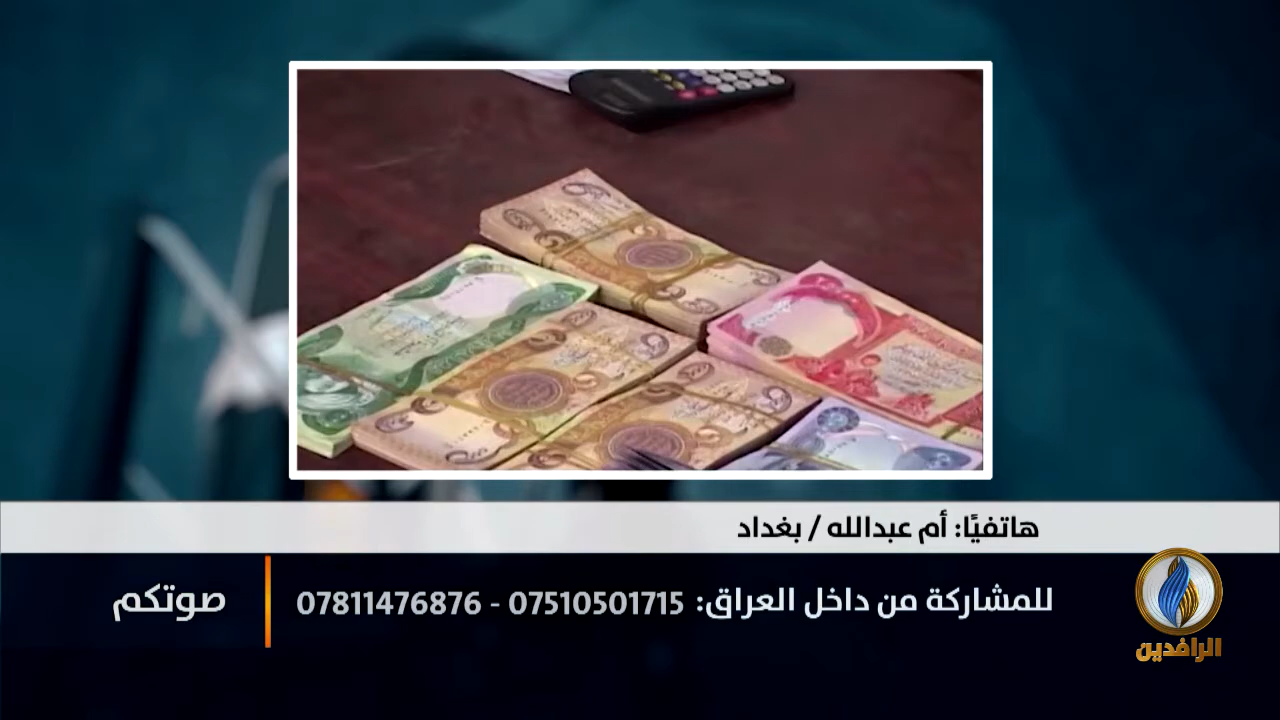 هاتفيًا: أم عبدالله / بغداد
للمشاركة من داخل العراق: 07510501715 - 07811476876
صوتكم
الرافدين